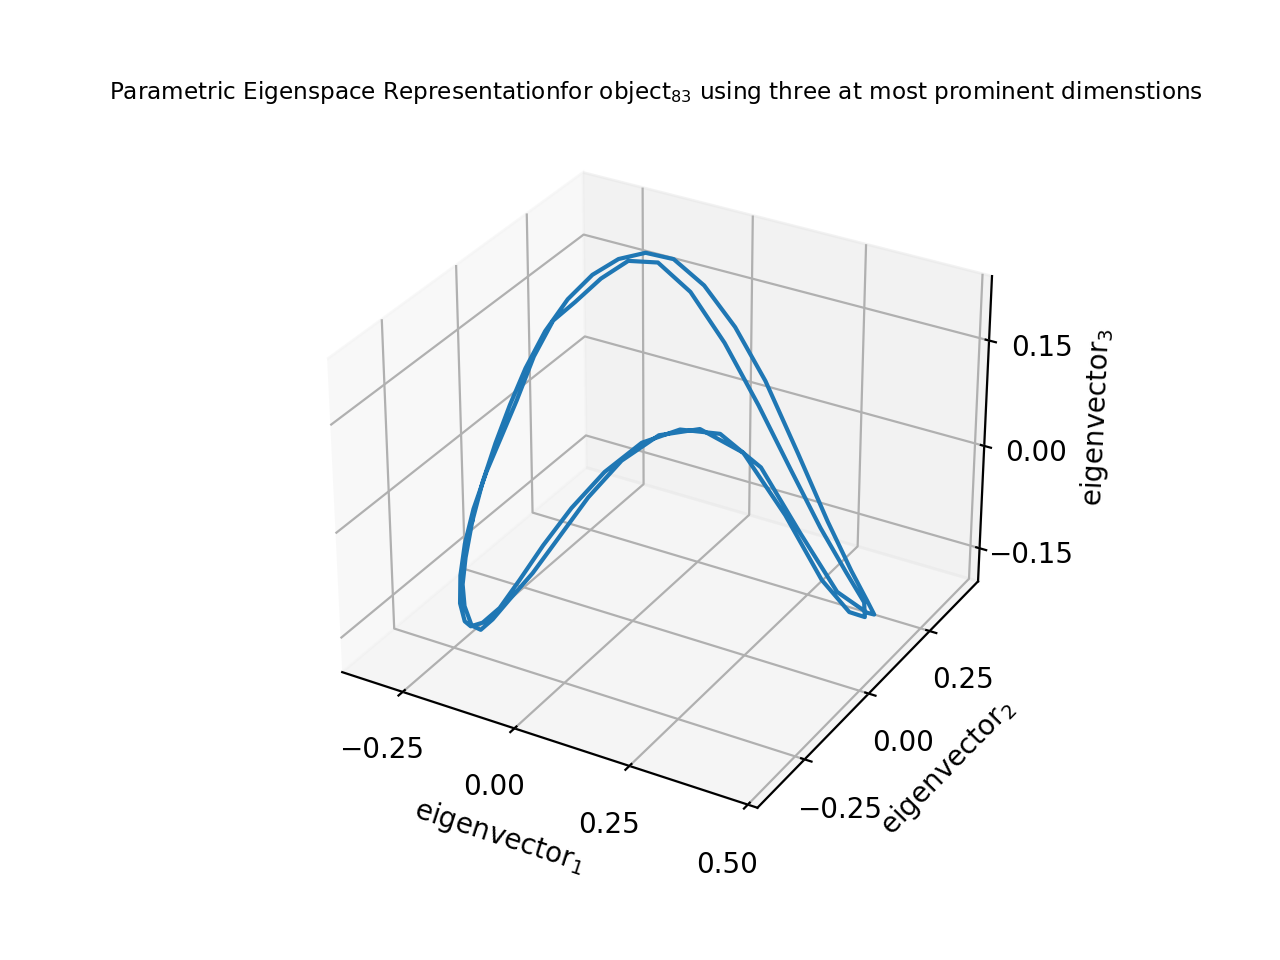 Parametric Eigenspace Representationfor object₈₃ using three at most prominent dimenstions
0.15
0.00
−0.15
eigenvector₃
0.25
0.00
−0.25
eigenvector₂
−0.25
0.00
0.25
0.50
eigenvector₁